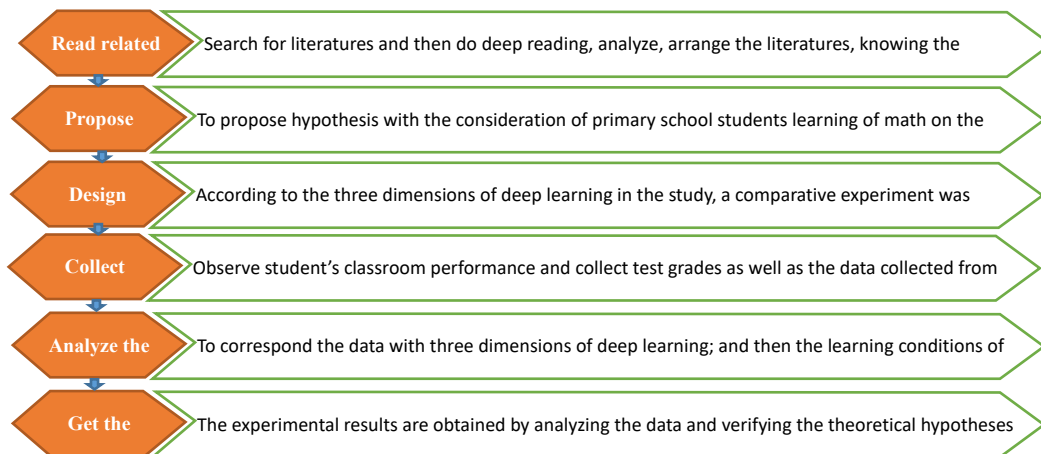 Read related
Search for literatures and then do deep reading, analyze, arrange the literatures, knowing the
Propose
To propose hypothesis with the consideration of primary school students learning of math on the
Design
According to the three dimensions of deep learning in the study, a comparative experiment was
Collect
Observe student’s classroom performance and collect test grades as well as the data collected from
Analyze the
To correspond the data with three dimensions of deep learning; and then the learning conditions of
Get the
The experimental results are obtained by analyzing the data and verifying the theoretical hypotheses